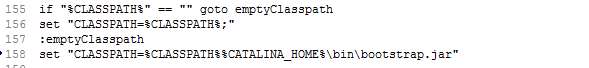 155 if "%CLASSPATH%" == "" goto emptyClasspath
156 set "CLASSPATH=%CLASSPATH%;"
157 :emptyClasspath
158 set "CLASSPATH=%CLASSPATH%%CATALINA_HOME%\bin\bootstrap.jar"